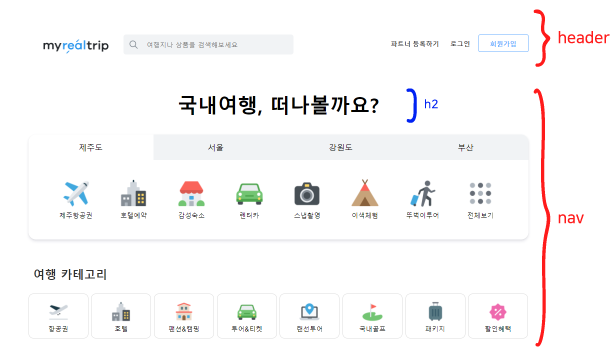 myrealtrip 여행지나 상품을 검색해보세요 파트너 등록하기 로그인 회원가입 header
국내여행, 떠나볼까요? h2
제주도 서울 강원도 부산
제주항공권 호텔예약 감성숙소 렌터카 스냅촬영 이색체험 뚜벅이투어 전체보기
nav
여행 카테고리
항공권 호텔 펜션&캠핑 투어&티켓 랜선투어 국내골프 패키지 할인혜택